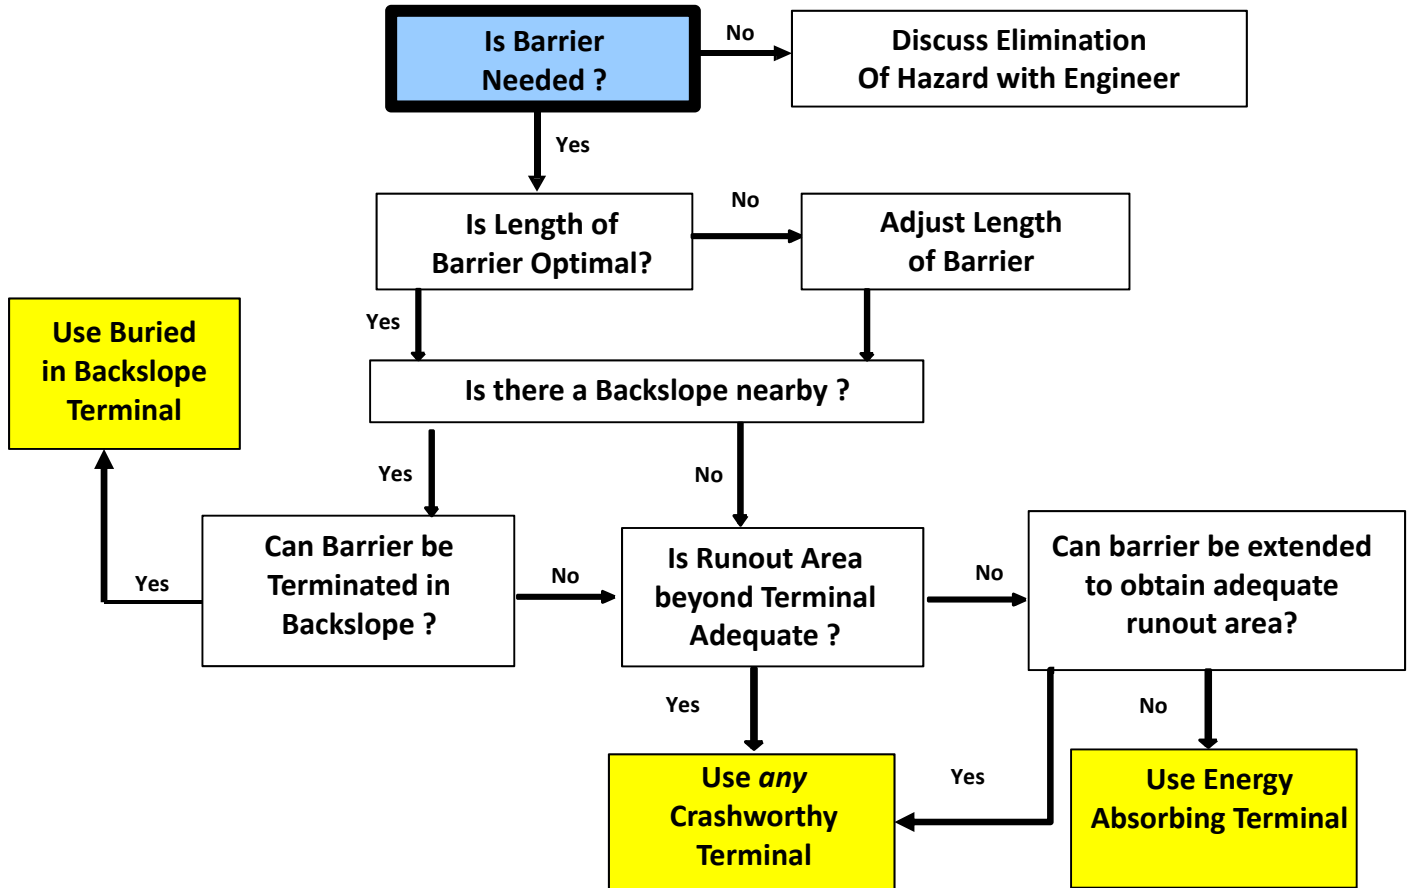 Is Barrier
Needed ?
No
Discuss Elimination
Of Hazard with Engineer
Yes
Is Length of
Barrier Optimal?
No
Adjust Length
of Barrier
Yes
Use Buried
in Backslope
Terminal
Is there a Backslope nearby ?
Yes
No
Can Barrier be
Terminated in
Backslope ?
Yes
No
Is Runout Area
beyond Terminal
Adequate ?
No
Can barrier be extended
to obtain adequate
runout area?
Yes
No
Use any
Crashworthy
Terminal
Yes
Use Energy
Absorbing Terminal